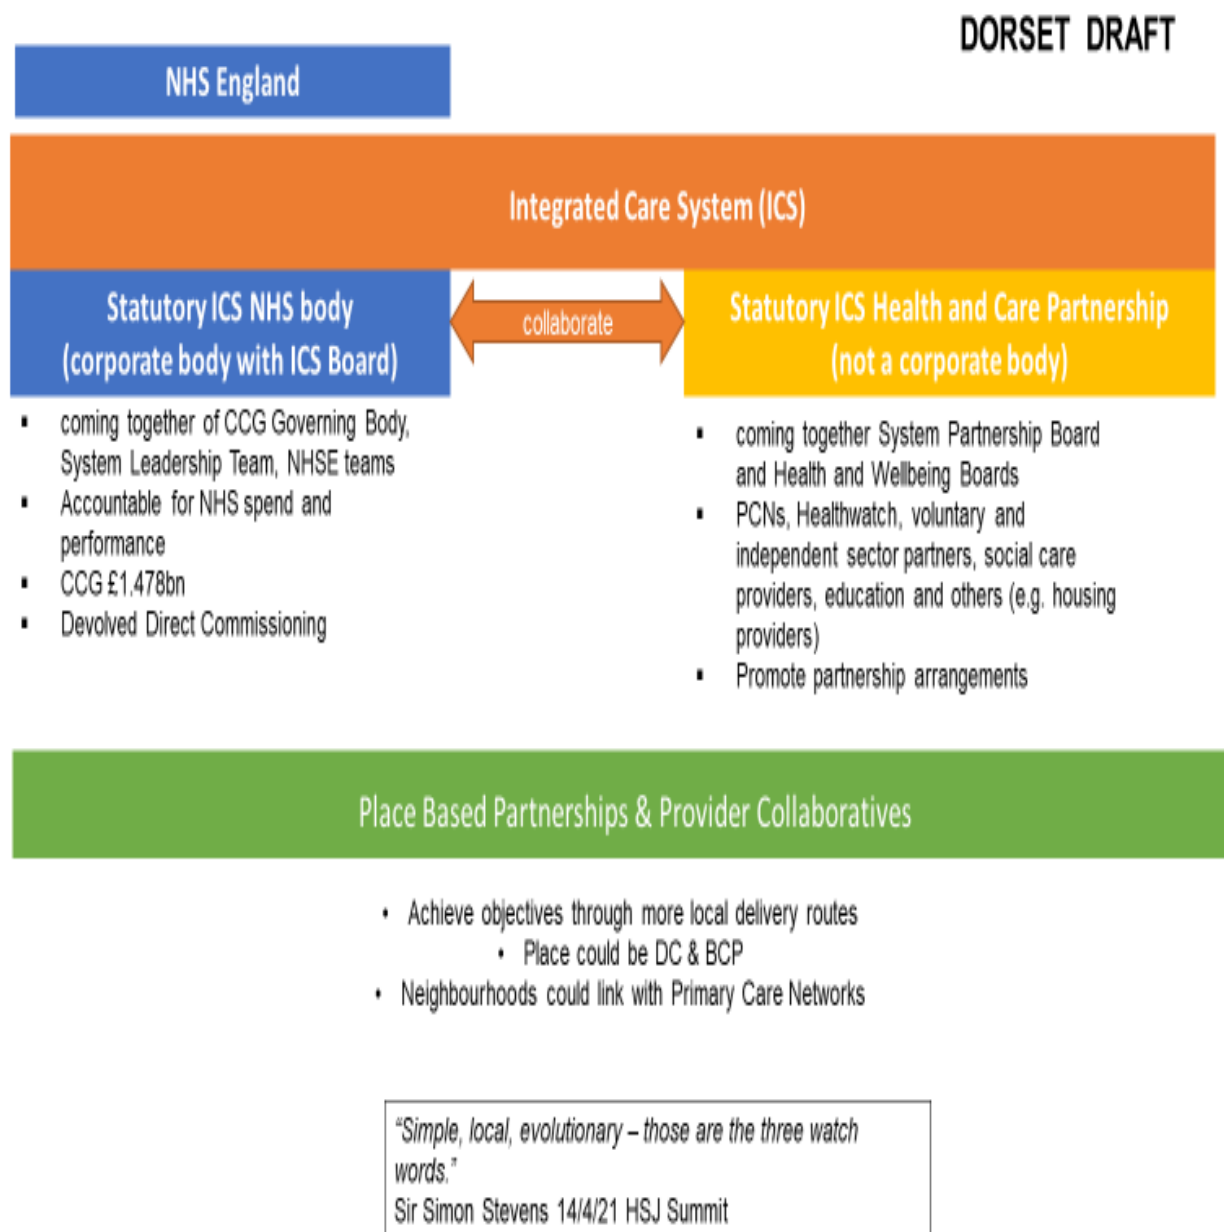 DORSET DRAFT
NHS England
Integrated Care System (ICS)
Statutory ICS NHS body
(corporate body with ICS Board)
collaborate
Statutory ICS Health and Care Partnership
(not a corporate body)
▪ coming together of CCG Governing Body,
System Leadership Team, NHSE teams
▪ Accountable for NHS spend and
performance
▪ CCG £1.478bn
▪ Devolved Direct Commissioning
▪ coming together System Partnership Board
and Health and Wellbeing Boards
▪ PCNs, Healthwatch, voluntary and
independent sector partners, social care
providers, education and others (e.g. housing
providers)
▪ Promote partnership arrangements
Place Based Partnerships & Provider Collaboratives
• Achieve objectives through more local delivery routes
• Place could be DC & BCP
• Neighbourhoods could link with Primary Care Networks
“Simple, local, evolutionary – those are the three watch
words.”
Sir Simon Stevens 14/4/21 HSJ Summit